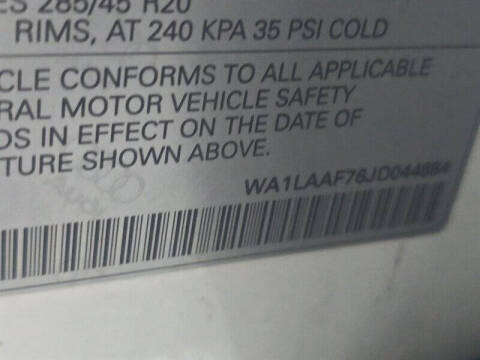 ES 285/45 R20
RIMS, AT 240 KPA 35 PSI COLD
CLE CONFORMS TO ALL APPLICABLE
RAL MOTOR VEHICLE SAFETY
DS IN EFFECT ON THE DATE OF
TURE SHOWN ABOVE.
WA1LAAF76JD044884
Audi